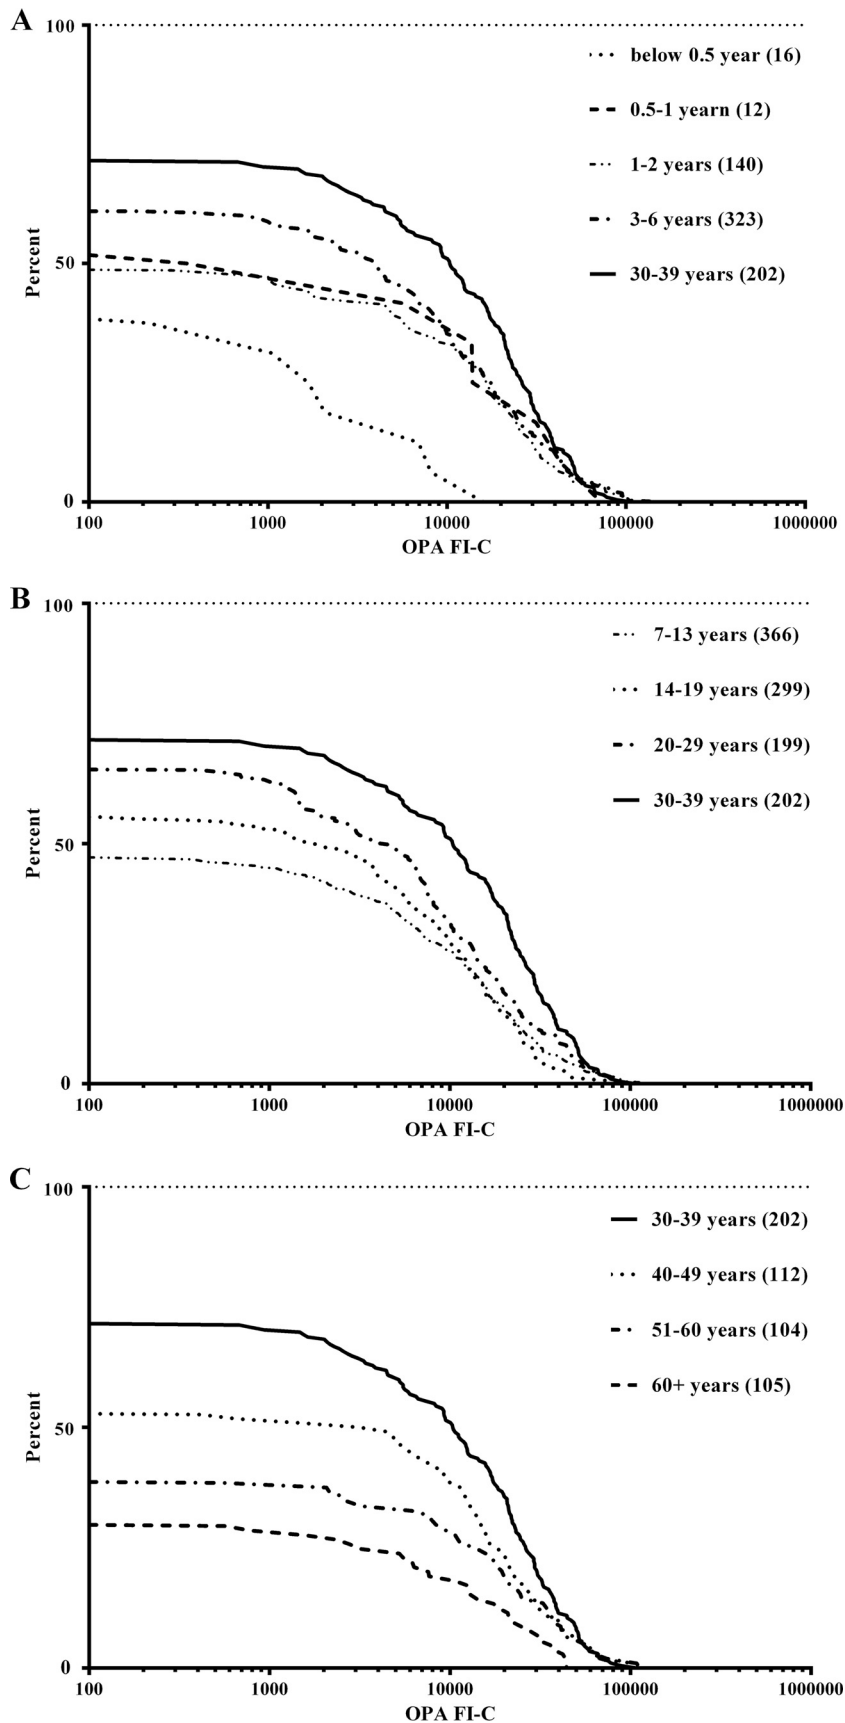 A
100
below 0.5 year (16)
0.5-1 yearn (12)
1-2 years (140)
3-6 years (323)
30-39 years (202)
Percent
50
0
100 1000 10000 100000 1000000
OPA FI-C
B
100
7-13 years (366)
14-19 years (299)
20-29 years (199)
30-39 years (202)
Percent
50
0
100 1000 10000 100000 1000000
OPA FI-C
C
100
30-39 years (202)
40-49 years (112)
51-60 years (104)
60+ years (105)
Percent
50
0
100 1000 10000 100000 1000000
OPA FI-C